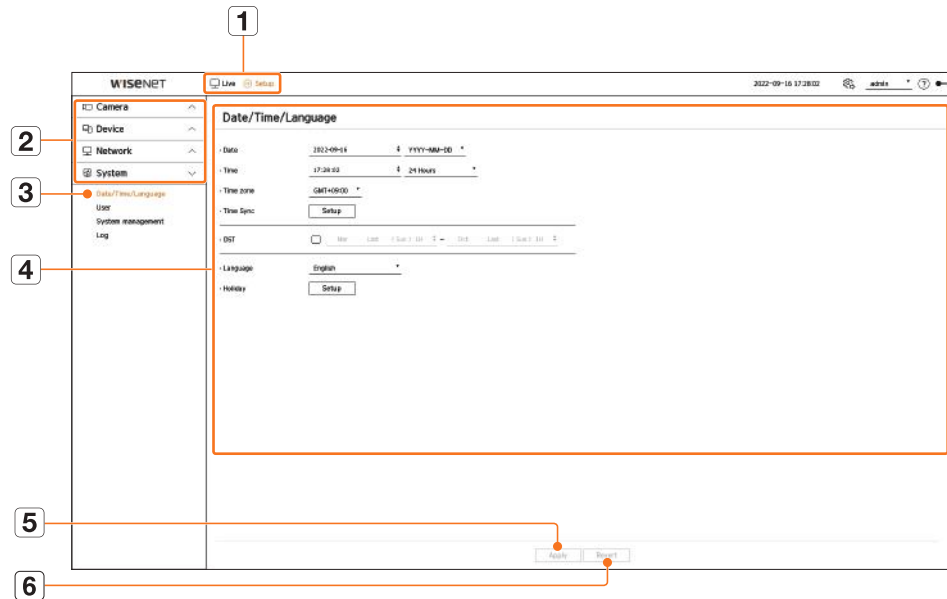 1
WISENET Live Setup 2022-09-16 17:28:02 admin ?
Camera
Date/Time/Language
Device
2
Date 2022-09-16 YYYY-MM-DD
Network
Time 17:28:02 24 Hours
System
3
Date/Time/Language
Time zone GMT+09:00
User
Time Sync Setup
System management
Log
DST Mar Last (Sun) - Oct Last (Sun)
4
Language English
Holiday Setup
5
Apply Revert
6